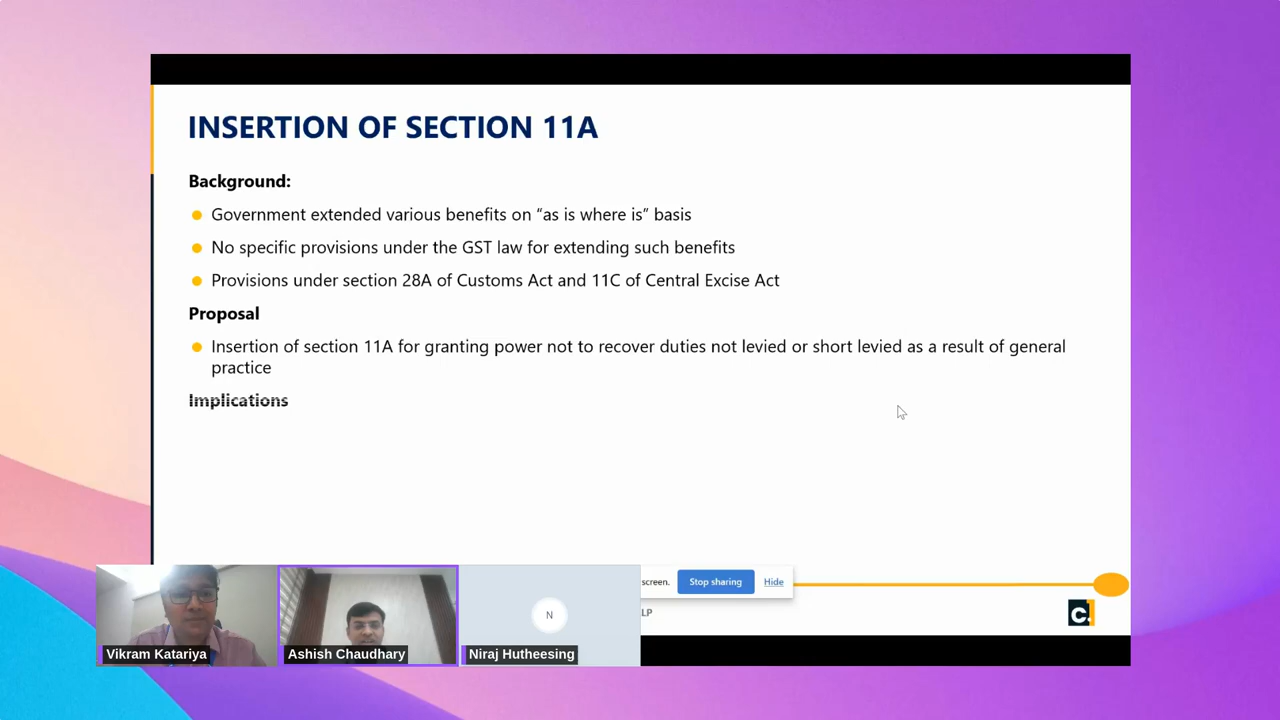 INSERTION OF SECTION 11A
Background:
Government extended various benefits on “as is where is” basis
No specific provisions under the GST law for extending such benefits
Provisions under section 28A of Customs Act and 11C of Central Excise Act
Proposal
Insertion of section 11A for granting power not to recover duties not levied or short levied as a result of general
practice
Implications
screen.
Stop sharing
Hide
LP
c.
N
Vikram Katariya
Ashish Chaudhary
Niraj Hutheesing